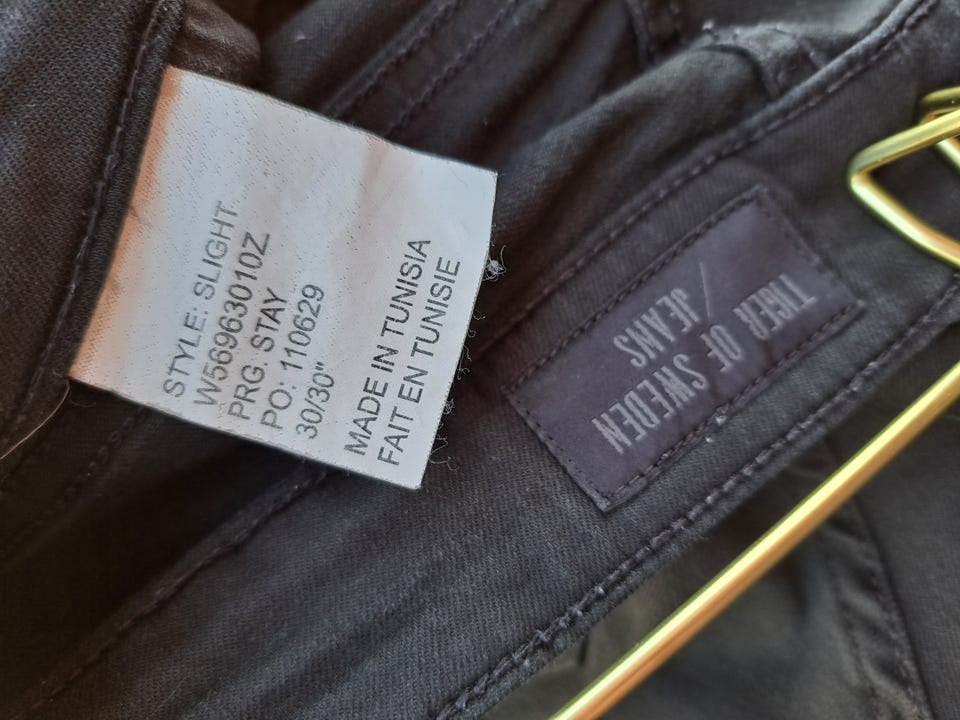 STYLE: SLIGHT
W56963010Z
PRG: STAY
PO: 110629
30/30"
MADE IN TUNISIA
FAIT EN TUNISIE
TIGER OF SWEDEN
/ JEANS